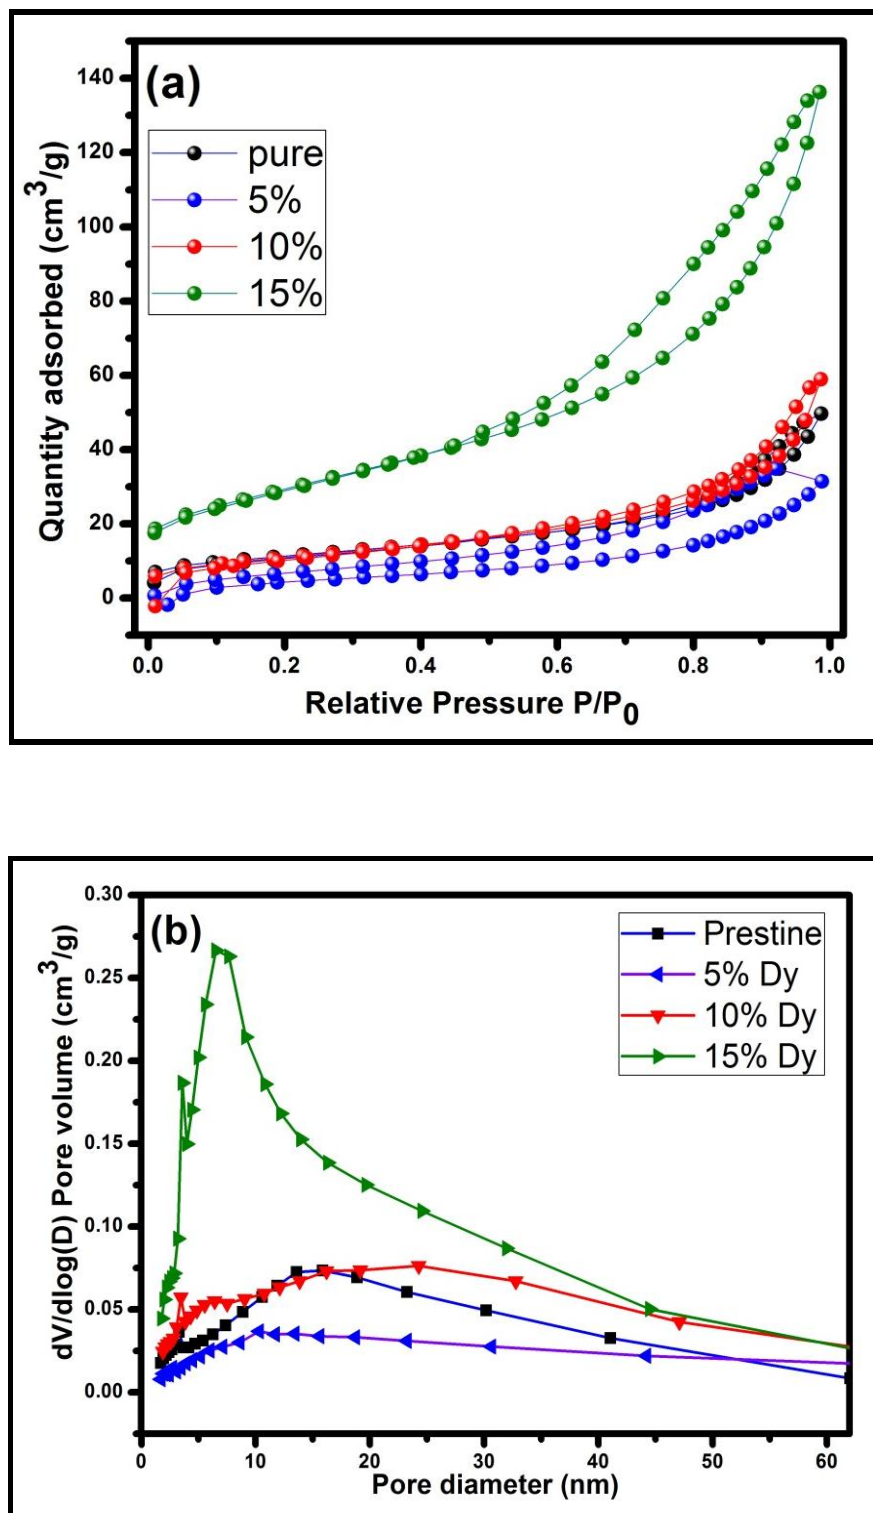 (a)
pure
5%
10%
15%
Quantity adsorbed (cm³/g)
140
120
100
80
60
40
20
0
0.0 0.2 0.4 0.6 0.8 1.0
Relative Pressure P/P₀
(b)
Prestine
5% Dy
10% Dy
15% Dy
dV/dlog(D) Pore volume (cm³/g)
0.30
0.25
0.20
0.15
0.10
0.05
0.00
0 10 20 30 40 50 60
Pore diameter (nm)